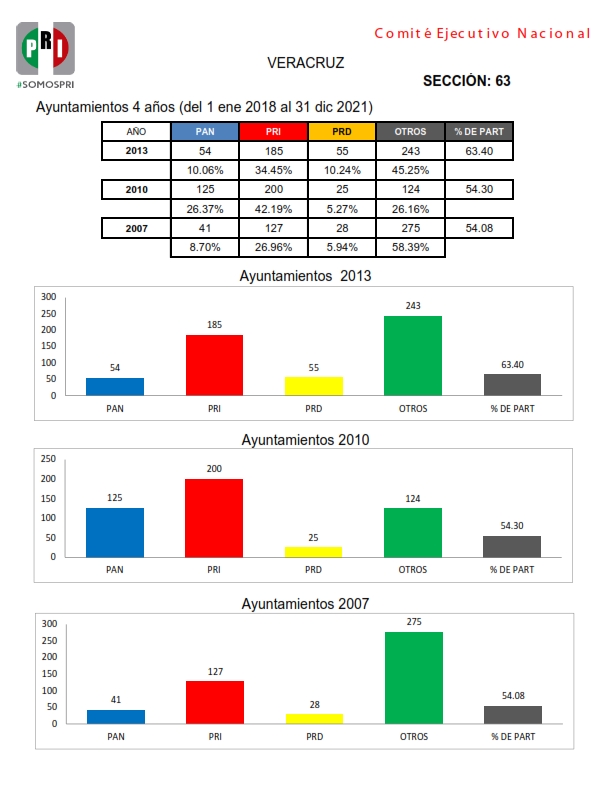 Comité Ejecutivo Nacional
PRI
#SOMOSPRI
VERACRUZ
SECCIÓN: 63
Ayuntamientos 4 años (del 1 ene 2018 al 31 dic 2021)
AÑO PAN PRI PRD OTROS % DE PART
2013 54 185 55 243 63.40
10.06% 34.45% 10.24% 45.25%
2010 125 200 25 124 54.30
26.37% 42.19% 5.27% 26.16%
2007 41 127 28 275 54.08
8.70% 26.96% 5.94% 58.39%
Ayuntamientos 2013
300
250
200
150
100
50
0
54 185 55 243 63.40
PAN PRI PRD OTROS % DE PART
Ayuntamientos 2010
250
200
150
100
50
0
125 200 25 124 54.30
PAN PRI PRD OTROS % DE PART
Ayuntamientos 2007
300
250
200
150
100
50
0
41 127 28 275 54.08
PAN PRI PRD OTROS % DE PART